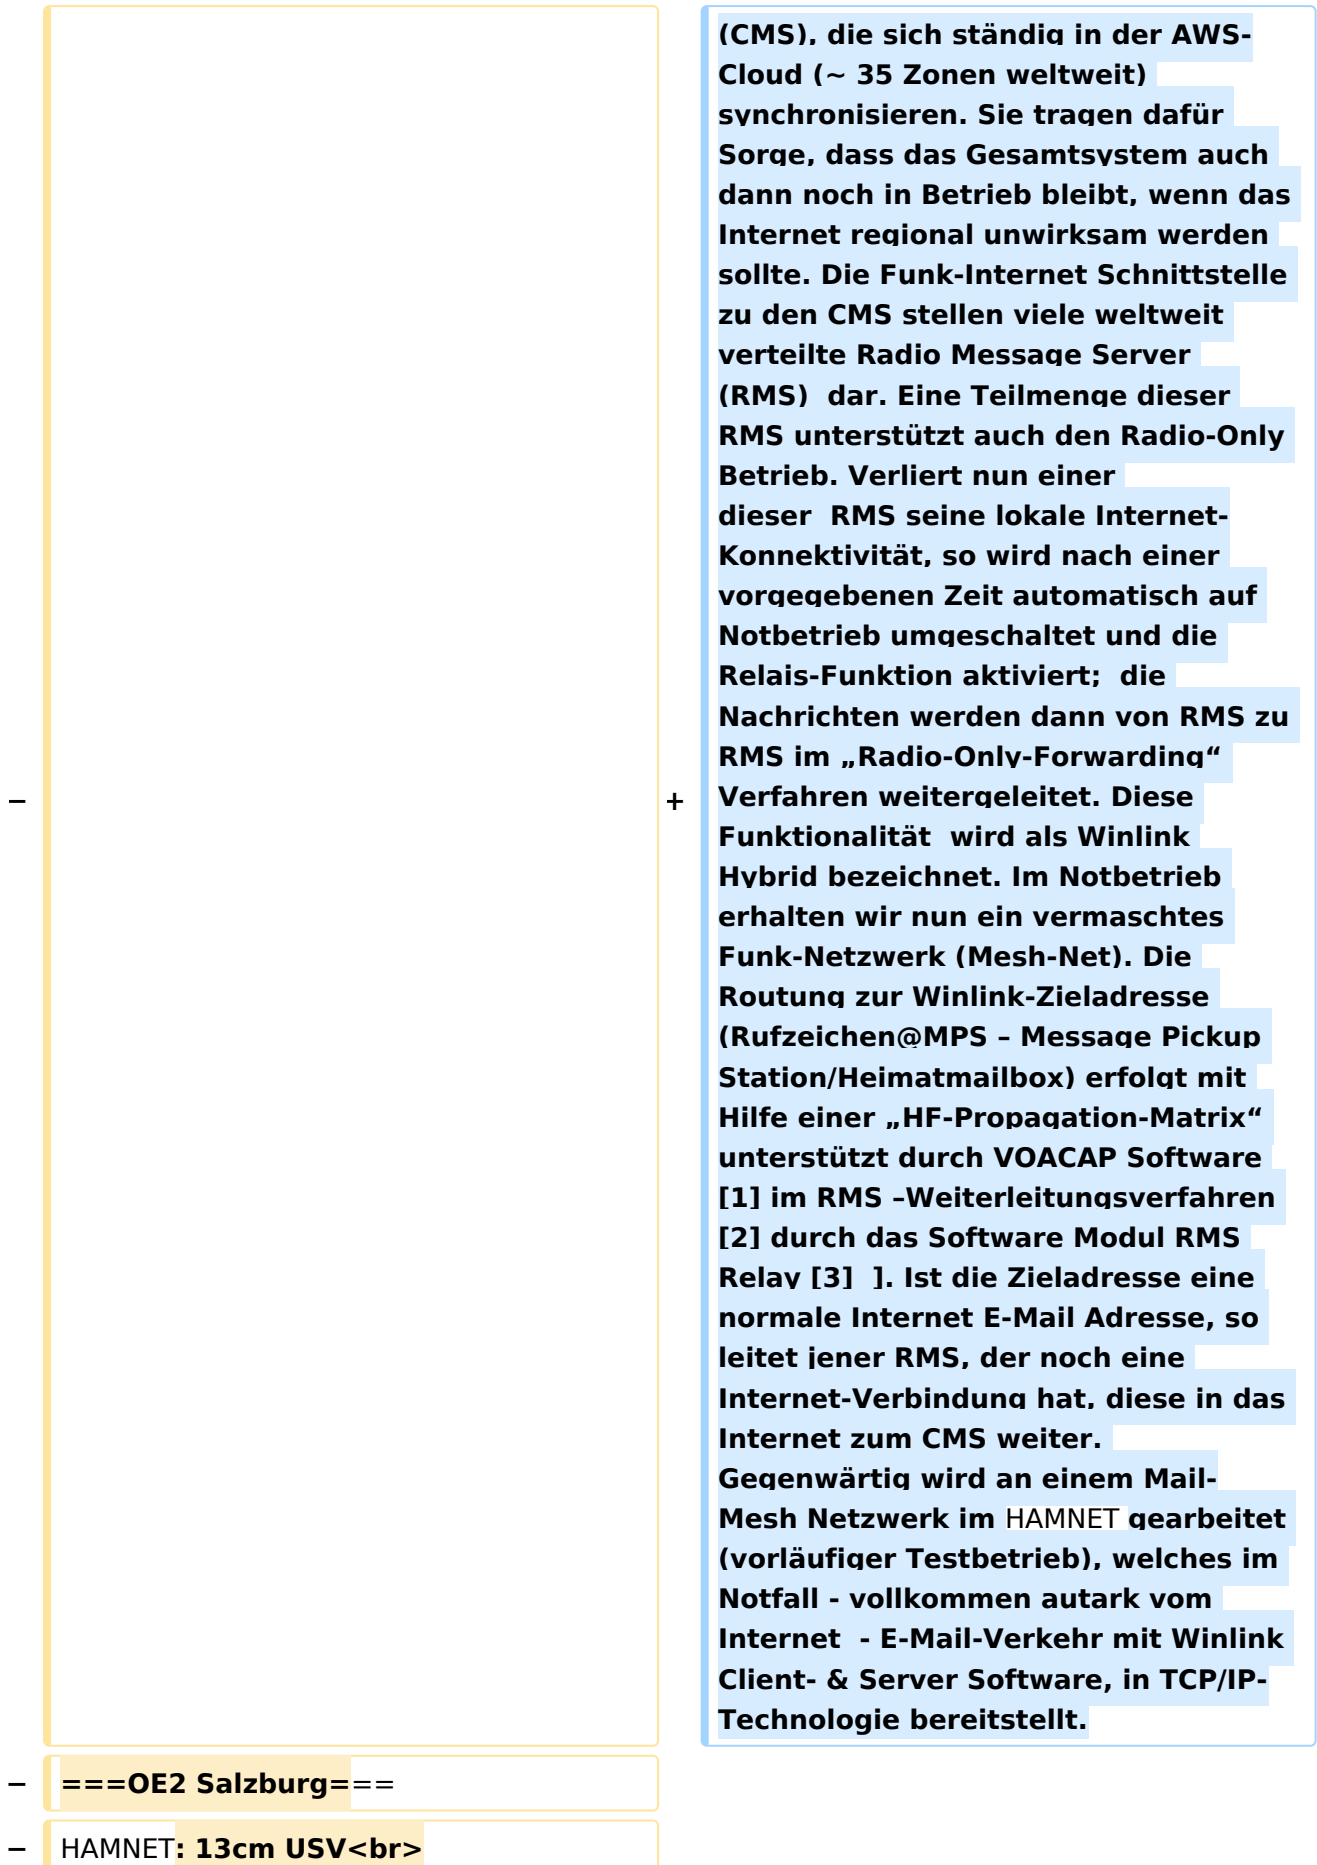 (CMS), die sich ständig in der AWS-
Cloud (~ 35 Zonen weltweit)
synchronisieren. Sie tragen dafür
Sorge, dass das Gesamtsystem auch
dann noch in Betrieb bleibt, wenn das
Internet regional unwirksam werden
sollte. Die Funk-Internet Schnittstelle
zu den CMS stellen viele weltweit
verteilte Radio Message Server
(RMS)  dar. Eine Teilmenge dieser
RMS unterstützt auch den Radio-Only
Betrieb. Verliert nun einer
dieser  RMS seine lokale Internet-
Konnektivität, so wird nach einer
vorgegebenen Zeit automatisch auf
Notbetrieb umgeschaltet und die
Relais-Funktion aktiviert;  die
Nachrichten werden dann von RMS zu
RMS im „Radio-Only-Forwarding“
− + Verfahren weitergeleitet. Diese
Funktionalität  wird als Winlink
Hybrid bezeichnet. Im Notbetrieb
erhalten wir nun ein vermaschtes
Funk-Netzwerk (Mesh-Net). Die
Routung zur Winlink-Zieladresse
(Rufzeichen@MPS – Message Pickup
Station/Heimatmailbox) erfolgt mit
Hilfe einer „HF-Propagation-Matrix“
unterstützt durch VOACAP Software
[1] im RMS –Weiterleitungsverfahren
[2] durch das Software Modul RMS
Relay [3]  ]. Ist die Zieladresse eine
normale Internet E-Mail Adresse, so
leitet jener RMS, der noch eine
Internet-Verbindung hat, diese in das
Internet zum CMS weiter.
Gegenwärtig wird an einem Mail-
Mesh Netzwerk im HAMNET gearbeitet
(vorläufiger Testbetrieb), welches im
Notfall - vollkommen autark vom
Internet  - E-Mail-Verkehr mit Winlink
Client- & Server Software, in TCP/IP-
Technologie bereitstellt.
− ===OE2 Salzburg===
− HAMNET: 13cm USV<br>